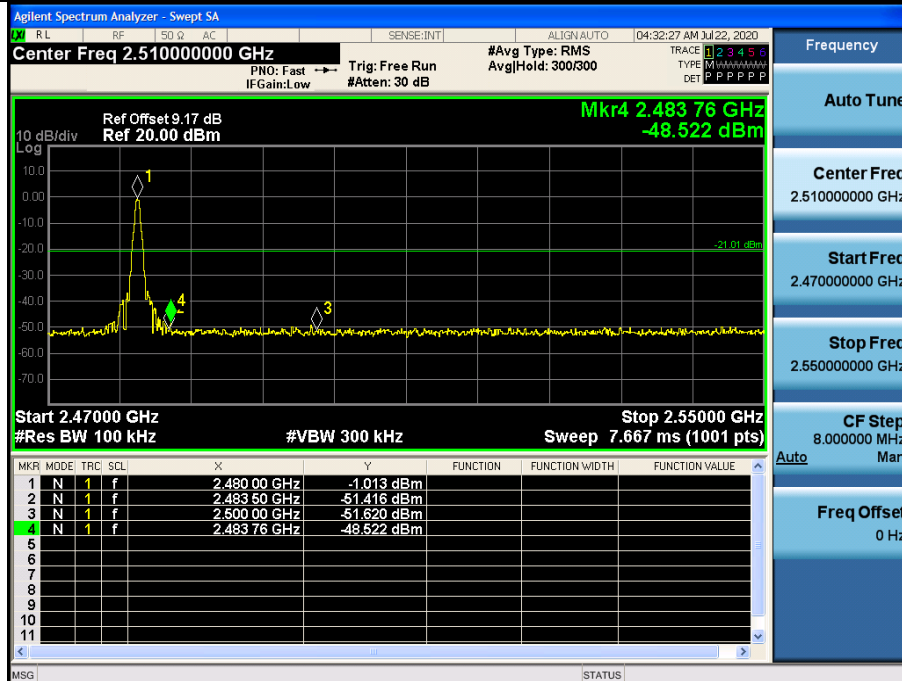 Agilent Spectrum Analyzer - Swept SA
LXI RL RF 50 Ω AC SENSE:INT ALIGN AUTO 04:32:27 AM Jul 22, 2020
Center Freq 2.510000000 GHz
#Avg Type: RMS
TRACE 1 2 3 4 5 6
PNO: Fast
Trig: Free Run
Avg|Hold: 300/300
TYPE M
IFGain:Low
#Atten: 30 dB
DET P P P P P P
Frequency
Auto Tune
Center Freq
2.510000000 GHz
Start Freq
2.470000000 GHz
Stop Freq
2.550000000 GHz
CF Step
8.000000 MHz
Auto Man
Freq Offset
0 Hz
Mkr4 2.483 76 GHz
-48.522 dBm
Ref Offset 9.17 dB
10 dB/div Ref 20.00 dBm
Log
10.0
0.00
-10.0
-20.0
-30.0
-40.0
-50.0
-60.0
-70.0
1
4
3
-21.01 dBm
Start 2.47000 GHz Stop 2.55000 GHz
#Res BW 100 kHz #VBW 300 kHz Sweep 7.667 ms (1001 pts)
MKR MODE TRC SCL X Y FUNCTION FUNCTION WIDTH FUNCTION VALUE
1 N 1 f 2.480 00 GHz -1.013 dBm
2 N 1 f 2.483 50 GHz -51.416 dBm
3 N 1 f 2.500 00 GHz -51.620 dBm
4 N 1 f 2.483 76 GHz -48.522 dBm
5
6
7
8
9
10
11
MSG STATUS